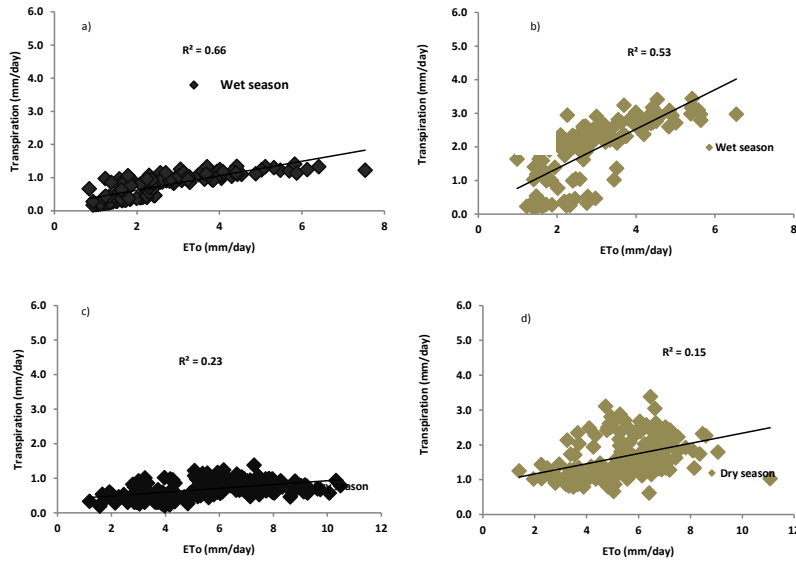 a)
R² = 0.66
Wet season
Transpiration (mm/day)
6.0
5.0
4.0
3.0
2.0
1.0
0.0
0 2 4 6 8
ETo (mm/day)
b)
R² = 0.53
Wet season
Transpiration (mm/day)
6.0
5.0
4.0
3.0
2.0
1.0
0.0
0 2 4 6 8
ETo (mm/day)
c)
R² = 0.23
eason
Transpiration (mm/day)
6.0
5.0
4.0
3.0
2.0
1.0
0.0
0 2 4 6 8 10 12
ETo (mm/day)
d)
R² = 0.15
Dry season
Transpiration (mm/day)
6.0
5.0
4.0
3.0
2.0
1.0
0.0
0 2 4 6 8 10 12
ETo (mm/day)